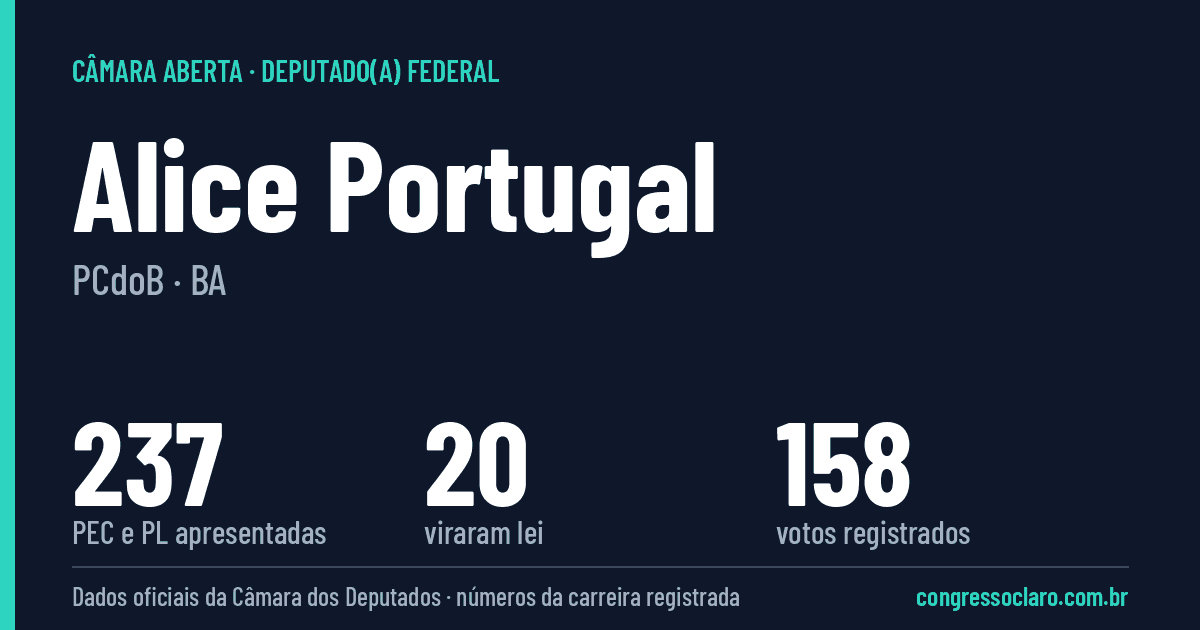 CÂMARA ABERTA · DEPUTADO(A) FEDERAL
Alice Portugal
PCdoB · BA
237 20 158
PEC e PL apresentadas viraram lei votos registrados
Dados oficiais da Câmara dos Deputados · números da carreira registrada congressoclaro.com.br